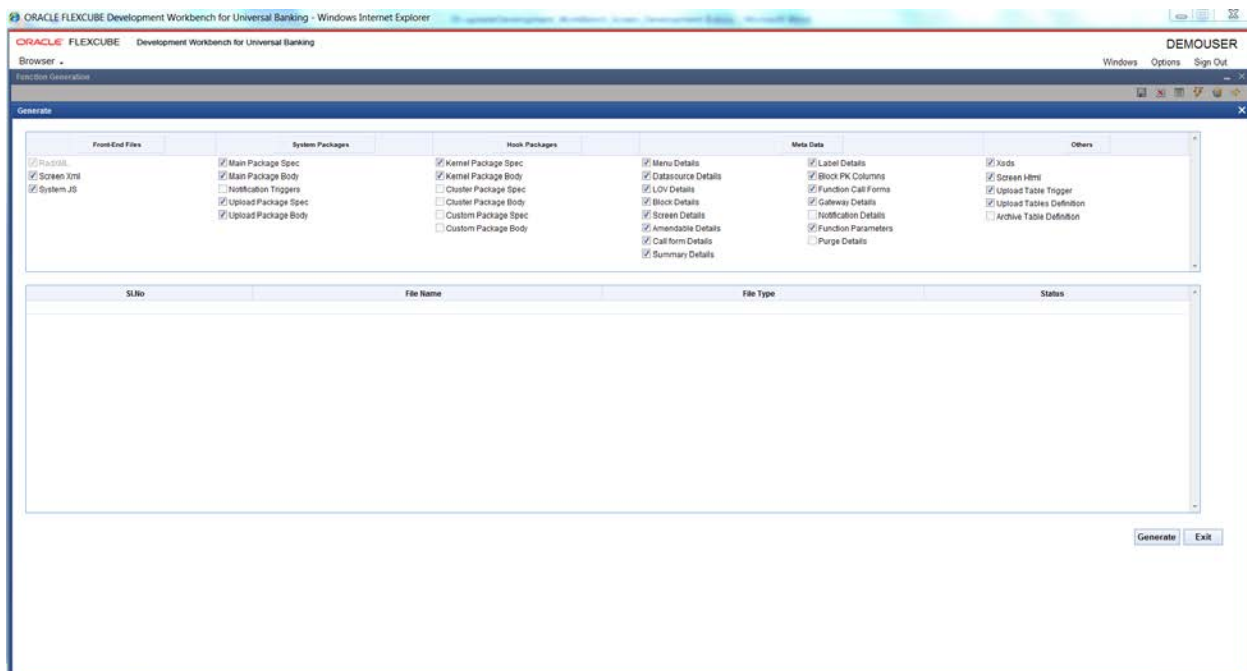 ORACLE FLEXCUBE Development Workbench for Universal Banking - Windows Internet Explorer
ORACLE FLEXCUBE Development Workbench for Universal Banking
DEMOUSER
Browser
Windows Options Sign Out
Function Generation
Generate
Front-End Files System Packages Hook Packages Meta Data Others
RadXML Main Package Spec Kernel Package Spec Menu Details Label Details Xsds
Screen Xml Main Package Body Kernel Package Body Datasource Details Block PK Columns Screen Html
System JS Notification Triggers Cluster Package Spec LOV Details Function Call Forms Upload Table Trigger
Upload Package Spec Cluster Package Body Block Details Gateway Details Upload Tables Definition
Upload Package Body Custom Package Spec Screen Details Notification Details Archive Table Definition
Custom Package Body Amendable Details Function Parameters
Call form Details Purge Details
Summary Details
Sl.No File Name File Type Status
Generate Exit